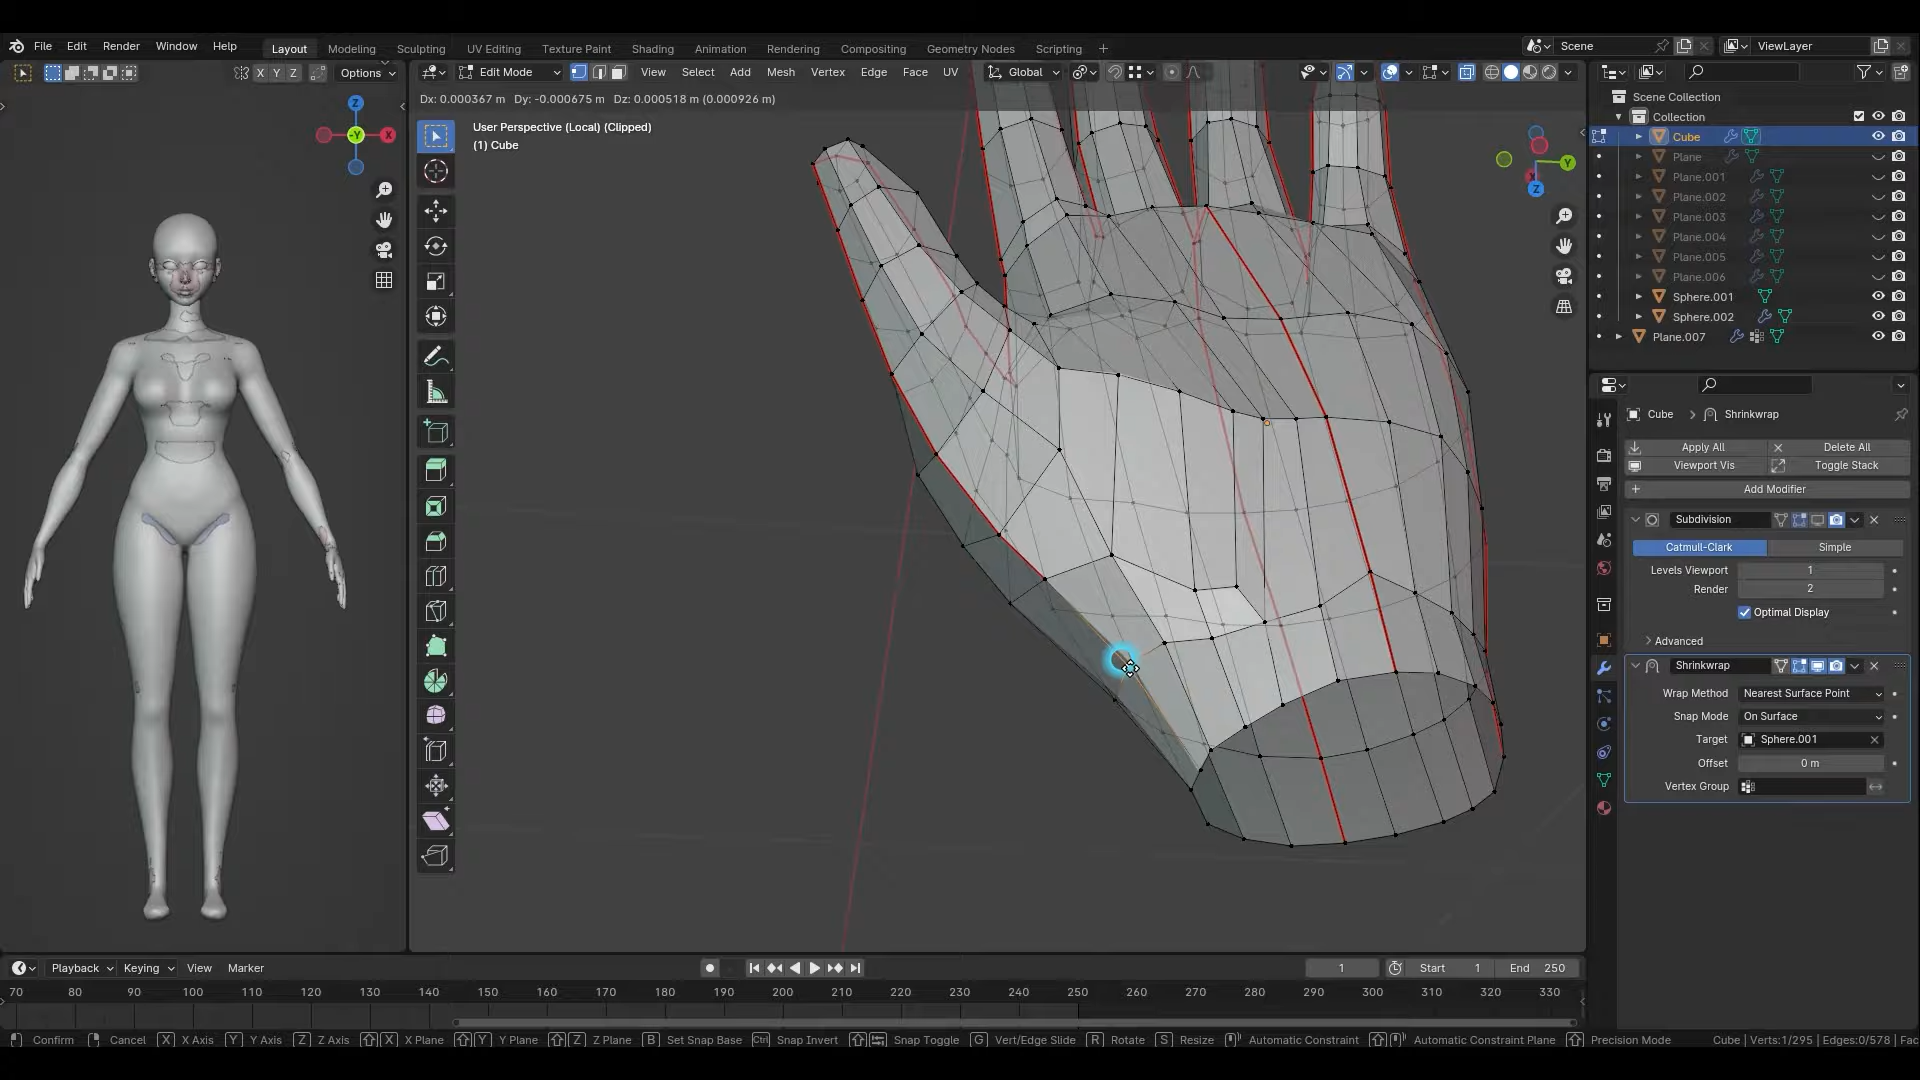 File Edit Render Window Help Layout Modeling Sculpting UV Editing Texture Paint Shading Animation Rendering Compositing Geometry Nodes Scripting + Scene ViewLayer
X Y Z Options Edit Mode View Select Add Mesh Vertex Edge Face UV Global
Dx: 0.000367 m Dy: -0.000675 m Dz: 0.000518 m (0.000926 m)
User Perspective (Local) (Clipped)
(1) Cube
Z
-Y
X
Y
Z
Scene Collection
Collection
Cube
Plane
Plane.001
Plane.002
Plane.003
Plane.004
Plane.005
Plane.006
Sphere.001
Sphere.002
Plane.007
Cube > Shrinkwrap
Apply All Delete All
Viewport Vis Toggle Stack
Add Modifier
Subdivision
Catmull-Clark Simple
Levels Viewport 1
Render 2
Optimal Display
Advanced
Shrinkwrap
Wrap Method Nearest Surface Point
Snap Mode On Surface
Target Sphere.001
Offset 0 m
Vertex Group
Playback Keying View Marker 1 Start 1 End 250
70 80 90 100 110 120 130 140 150 160 170 180 190 200 210 220 230 240 250 260 270 280 290 300 310 320 330
Confirm Cancel X X Axis Y Y Axis Z Z Axis X X Plane Y Y Plane Z Z Plane B Set Snap Base Ctrl Snap Invert Snap Toggle G Vert/Edge Slide R Rotate S Resize Automatic Constraint Automatic Constraint Plane Precision Mode Cube | Verts:1/295 | Edges:0/578 | Fac